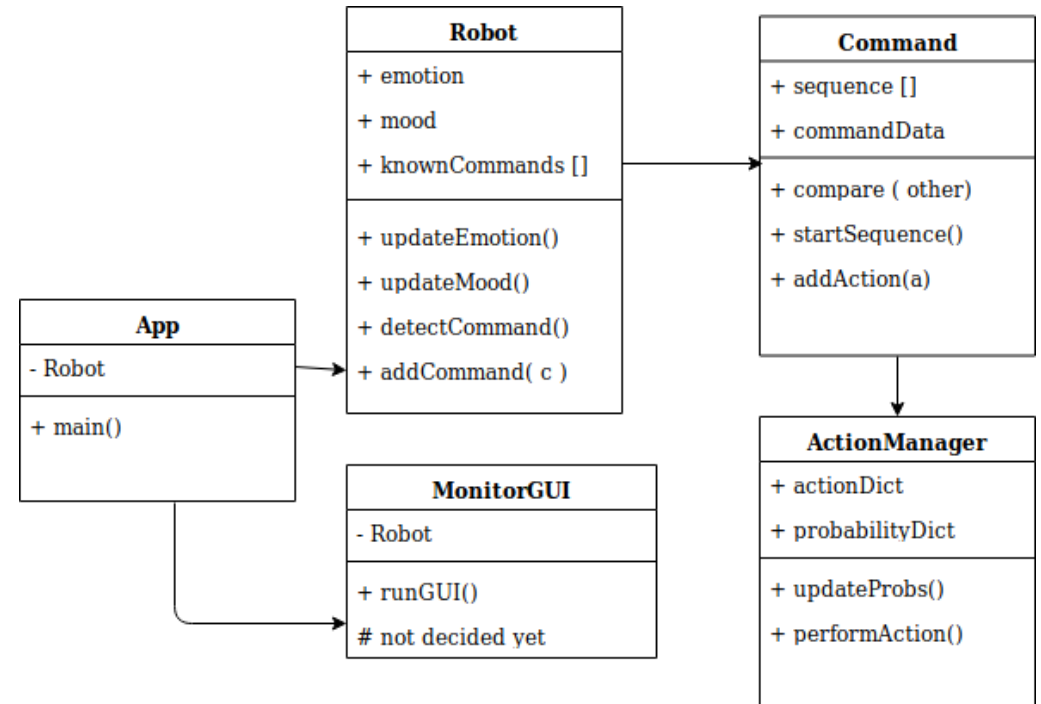 Robot
+ emotion
+ mood
+ knownCommands []
+ updateEmotion()
+ updateMood()
+ detectCommand()
+ addCommand( c )
Command
+ sequence []
+ commandData
+ compare ( other)
+ startSequence()
+ addAction(a)
App
- Robot
+ main()
MonitorGUI
- Robot
+ runGUI()
# not decided yet
ActionManager
+ actionDict
+ probabilityDict
+ updateProbs()
+ performAction()